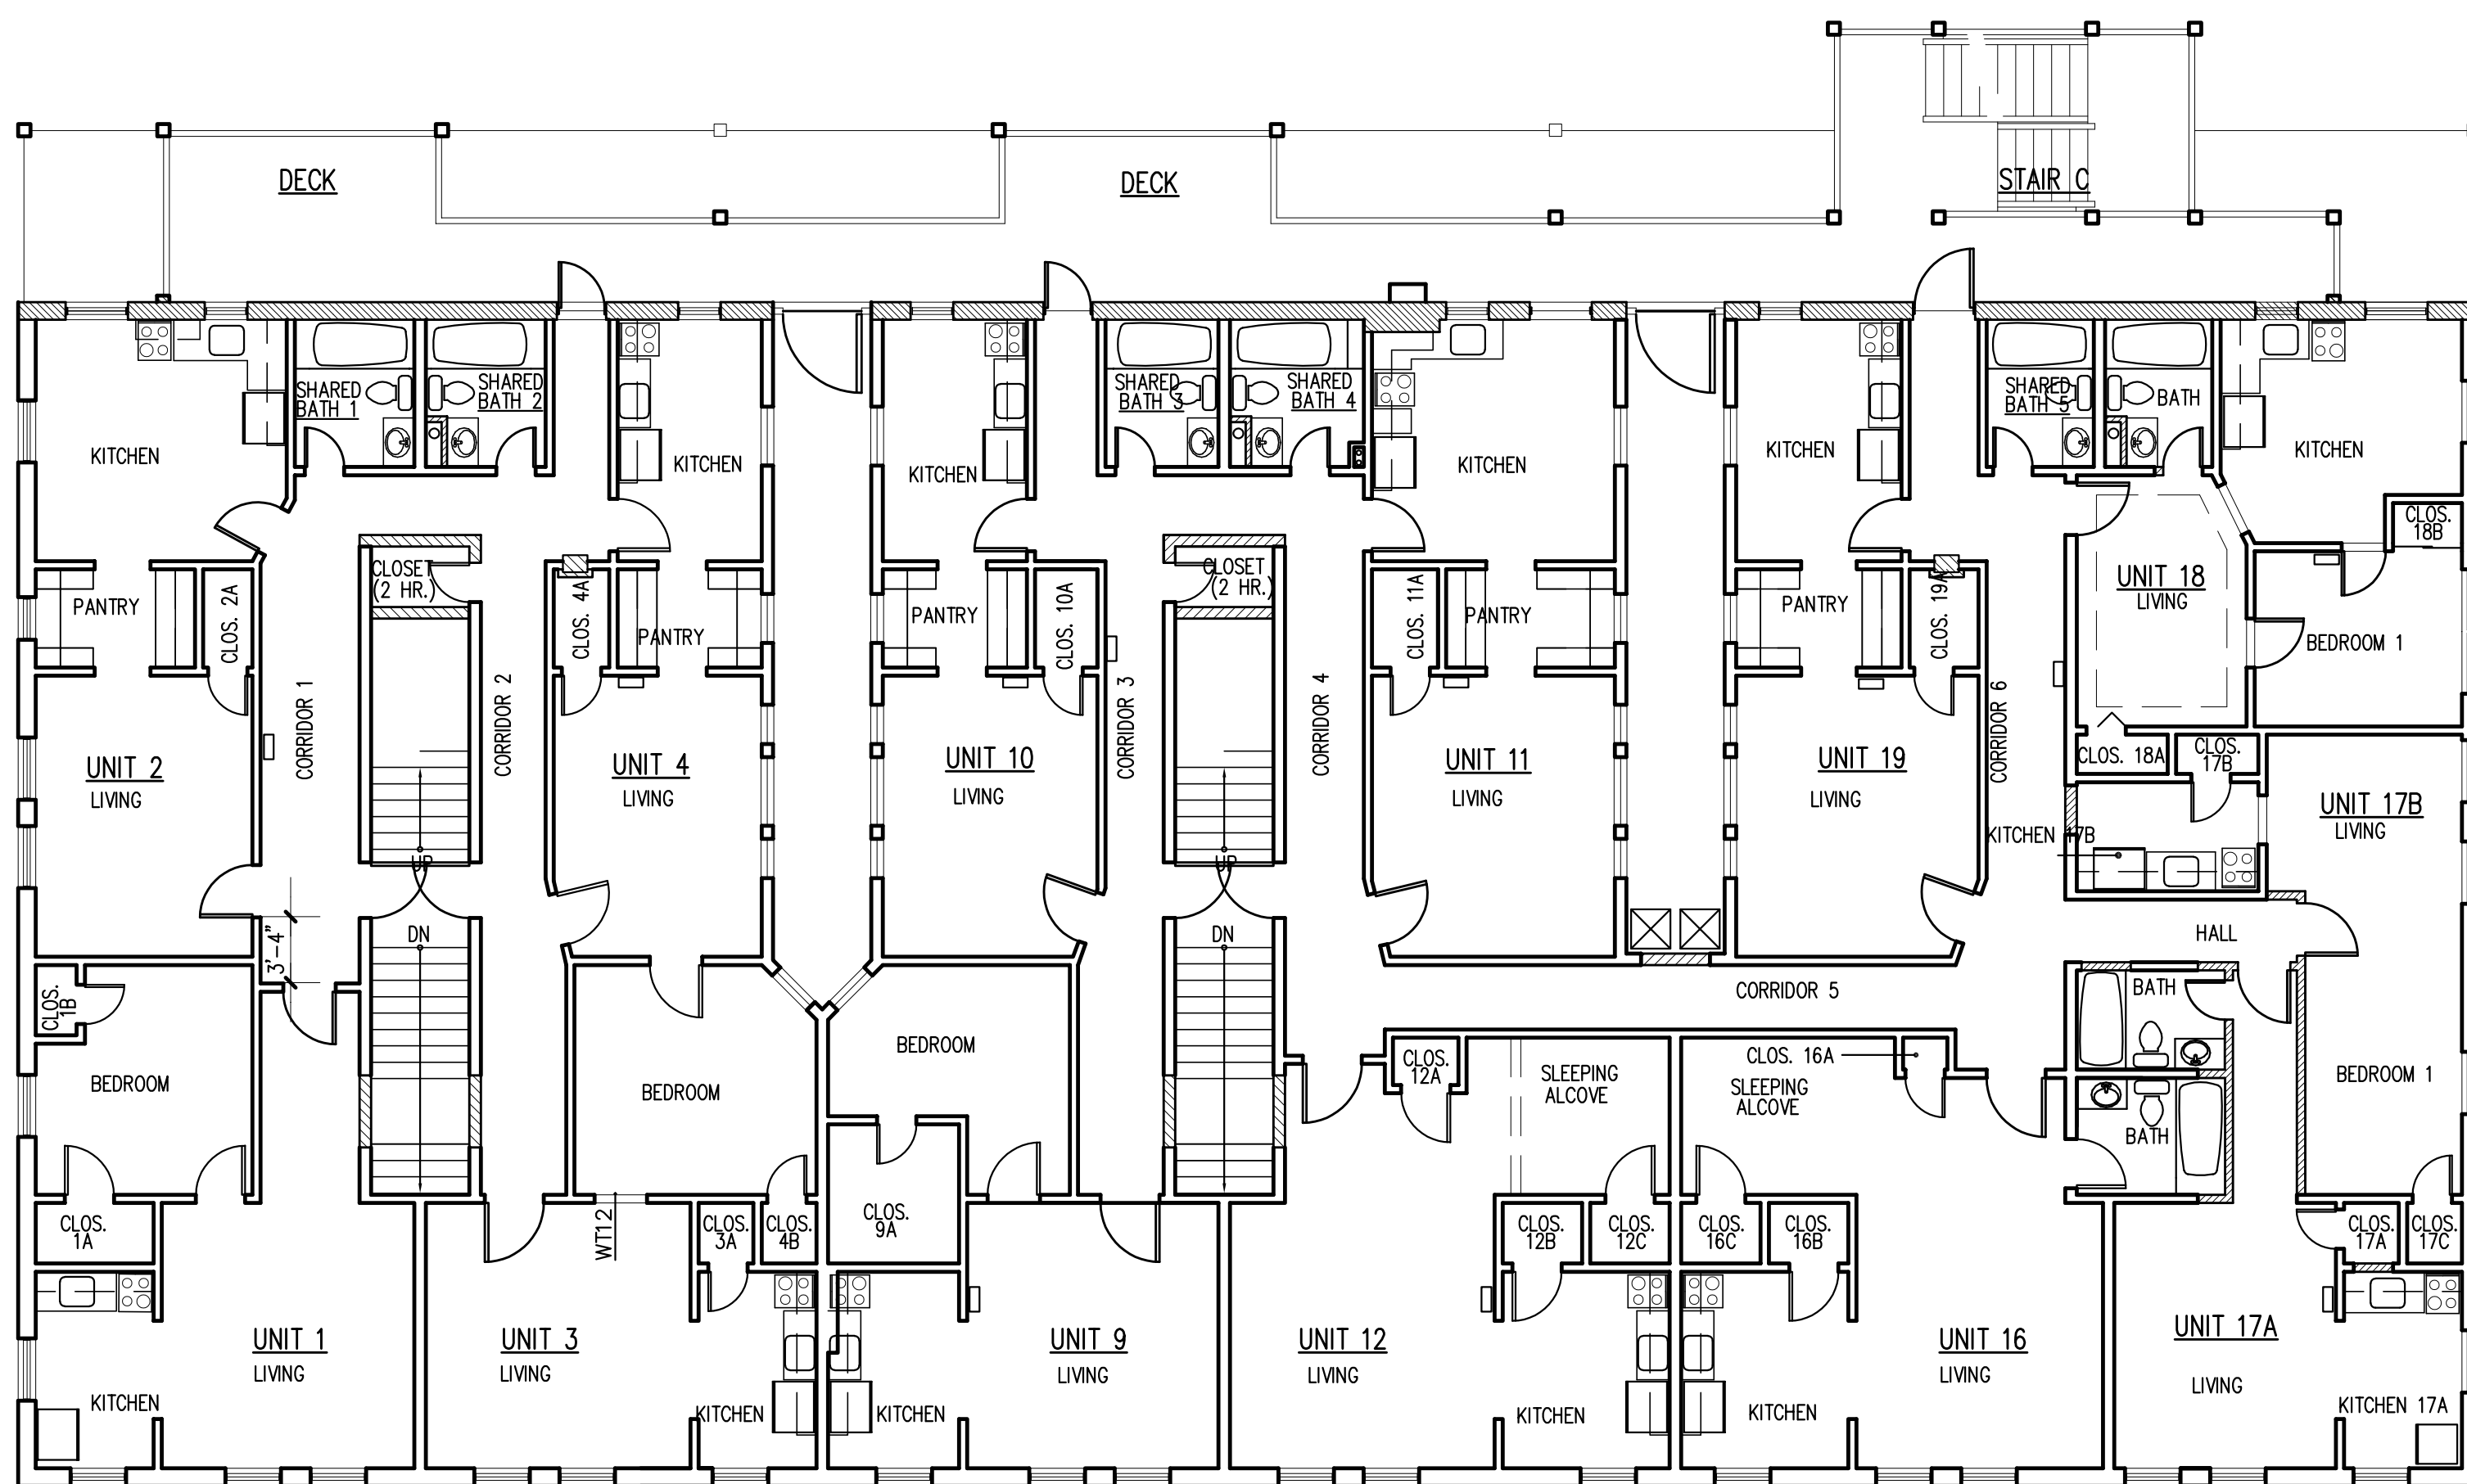 DECK
DECK
STAIR C
SHARED
BATH 1
SHARED
BATH 2
SHARED
BATH 3
SHARED
BATH 4
SHARED
BATH 5
BATH
KITCHEN
KITCHEN
KITCHEN
KITCHEN
KITCHEN
KITCHEN
CLOS.
18B
CLOSET
(2 HR.)
CLOSET
(2 HR.)
UNIT 18
LIVING
PANTRY
CLOS. 2A
CLOS. 4A
PANTRY
PANTRY
CLOS. 10A
CLOS. 11A
PANTRY
PANTRY
CLOS. 19A
BEDROOM 1
CORRIDOR 1
CORRIDOR 2
CORRIDOR 3
CORRIDOR 4
CORRIDOR 6
UNIT 2
LIVING
UNIT 4
LIVING
UNIT 10
LIVING
UNIT 11
LIVING
UNIT 19
LIVING
CLOS. 18A
CLOS.
17B
UNIT 17B
LIVING
KITCHEN 17B
UP
UP
DN
DN
3'-4"
HALL
CORRIDOR 5
BATH
CLOS.
1B
BEDROOM
BEDROOM
BEDROOM
CLOS.
12A
SLEEPING
ALCOVE
CLOS. 16A
SLEEPING
ALCOVE
BEDROOM 1
BATH
CLOS.
1A
WT12
CLOS.
3A
CLOS.
4B
CLOS.
9A
CLOS.
12B
CLOS.
12C
CLOS.
16C
CLOS.
16B
CLOS.
17A
CLOS.
17C
UNIT 1
LIVING
UNIT 3
LIVING
UNIT 9
LIVING
UNIT 12
LIVING
UNIT 16
LIVING
UNIT 17A
LIVING
KITCHEN
KITCHEN
KITCHEN
KITCHEN
KITCHEN
KITCHEN 17A